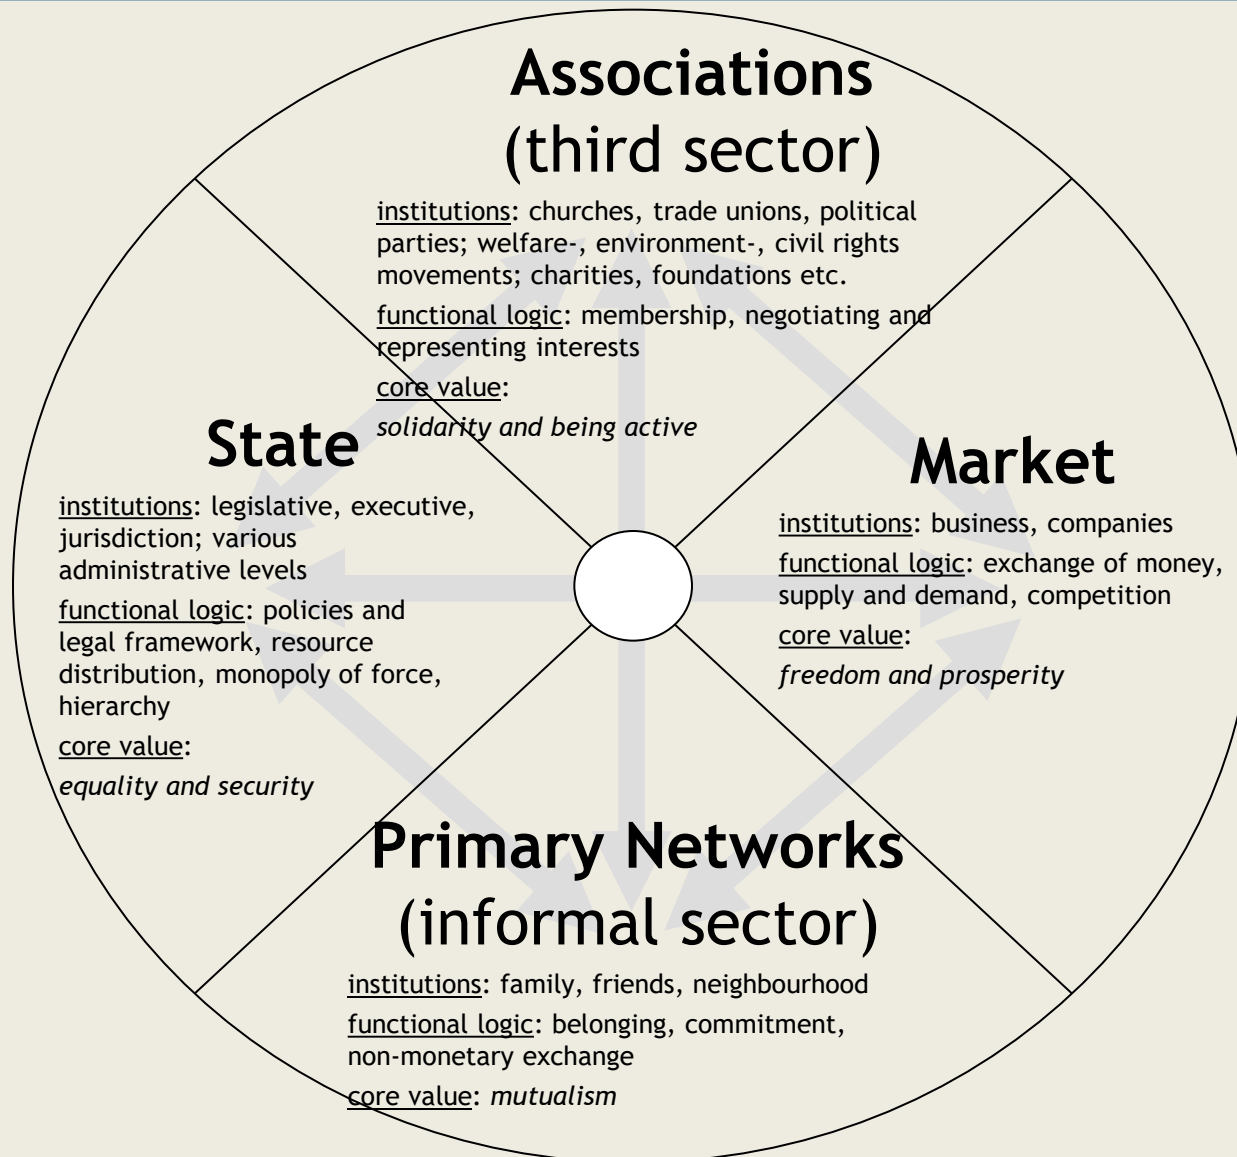 Associations
(third sector)
institutions: churches, trade unions, political
parties; welfare-, environment-, civil rights
movements; charities, foundations etc.
functional logic: membership, negotiating and
representing interests
core value:
solidarity and being active
State
institutions: legislative, executive,
jurisdiction; various
administrative levels
functional logic: policies and
legal framework, resource
distribution, monopoly of force,
hierarchy
core value:
equality and security
Market
institutions: business, companies
functional logic: exchange of money,
supply and demand, competition
core value:
freedom and prosperity
Primary Networks
(informal sector)
institutions: family, friends, neighbourhood
functional logic: belonging, commitment,
non-monetary exchange
core value: mutualism